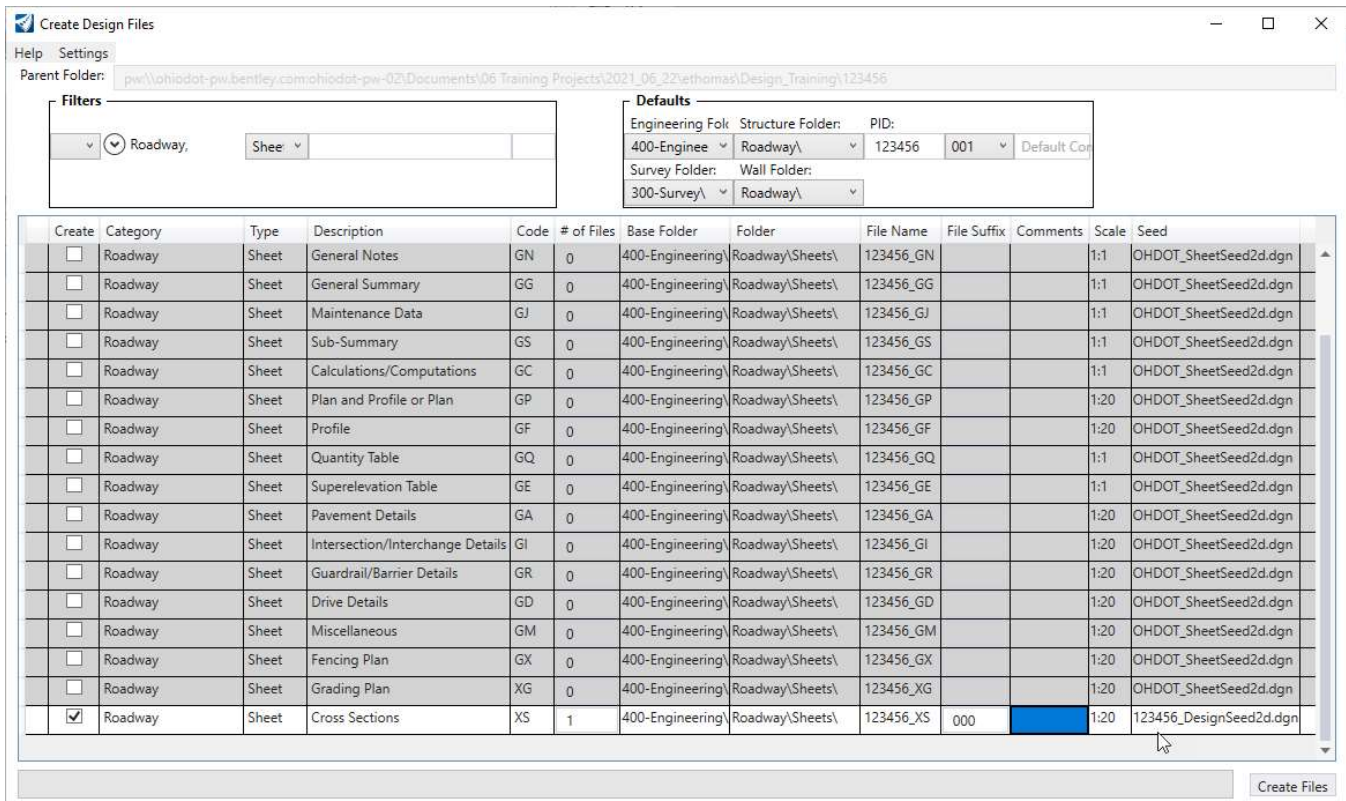 Create Design Files
Help Settings
Parent Folder: pw:\\ohiodot-pw.bentley.com:ohiodot-pw-02\Documents\06 Training Projects\2021_06_22\ethomas\Design_Training\123456
Filters
Roadway, Shee
Defaults
Engineering Fol Structure Folder: PID:
400-Enginee Roadway\ 123456 001 Default Con
Survey Folder: Wall Folder:
300-Survey\ Roadway\
Create Category Type Description Code # of Files Base Folder Folder File Name File Suffix Comments Scale Seed
Roadway Sheet General Notes GN 0 400-Engineering\ Roadway\Sheets\ 123456_GN 1:1 OHDOT_SheetSeed2d.dgn
Roadway Sheet General Summary GG 0 400-Engineering\ Roadway\Sheets\ 123456_GG 1:1 OHDOT_SheetSeed2d.dgn
Roadway Sheet Maintenance Data GJ 0 400-Engineering\ Roadway\Sheets\ 123456_GJ 1:1 OHDOT_SheetSeed2d.dgn
Roadway Sheet Sub-Summary GS 0 400-Engineering\ Roadway\Sheets\ 123456_GS 1:1 OHDOT_SheetSeed2d.dgn
Roadway Sheet Calculations/Computations GC 0 400-Engineering\ Roadway\Sheets\ 123456_GC 1:1 OHDOT_SheetSeed2d.dgn
Roadway Sheet Plan and Profile or Plan GP 0 400-Engineering\ Roadway\Sheets\ 123456_GP 1:20 OHDOT_SheetSeed2d.dgn
Roadway Sheet Profile GF 0 400-Engineering\ Roadway\Sheets\ 123456_GF 1:20 OHDOT_SheetSeed2d.dgn
Roadway Sheet Quantity Table GQ 0 400-Engineering\ Roadway\Sheets\ 123456_GQ 1:1 OHDOT_SheetSeed2d.dgn
Roadway Sheet Superelevation Table GE 0 400-Engineering\ Roadway\Sheets\ 123456_GE 1:1 OHDOT_SheetSeed2d.dgn
Roadway Sheet Pavement Details GA 0 400-Engineering\ Roadway\Sheets\ 123456_GA 1:20 OHDOT_SheetSeed2d.dgn
Roadway Sheet Intersection/Interchange Details GI 0 400-Engineering\ Roadway\Sheets\ 123456_GI 1:20 OHDOT_SheetSeed2d.dgn
Roadway Sheet Guardrail/Barrier Details GR 0 400-Engineering\ Roadway\Sheets\ 123456_GR 1:20 OHDOT_SheetSeed2d.dgn
Roadway Sheet Drive Details GD 0 400-Engineering\ Roadway\Sheets\ 123456_GD 1:20 OHDOT_SheetSeed2d.dgn
Roadway Sheet Miscellaneous GM 0 400-Engineering\ Roadway\Sheets\ 123456_GM 1:20 OHDOT_SheetSeed2d.dgn
Roadway Sheet Fencing Plan GX 0 400-Engineering\ Roadway\Sheets\ 123456_GX 1:20 OHDOT_SheetSeed2d.dgn
Roadway Sheet Grading Plan XG 0 400-Engineering\ Roadway\Sheets\ 123456_XG 1:20 OHDOT_SheetSeed2d.dgn
Roadway Sheet Cross Sections XS 1 400-Engineering\ Roadway\Sheets\ 123456_XS 000 1:20 123456_DesignSeed2d.dgn
Create Files